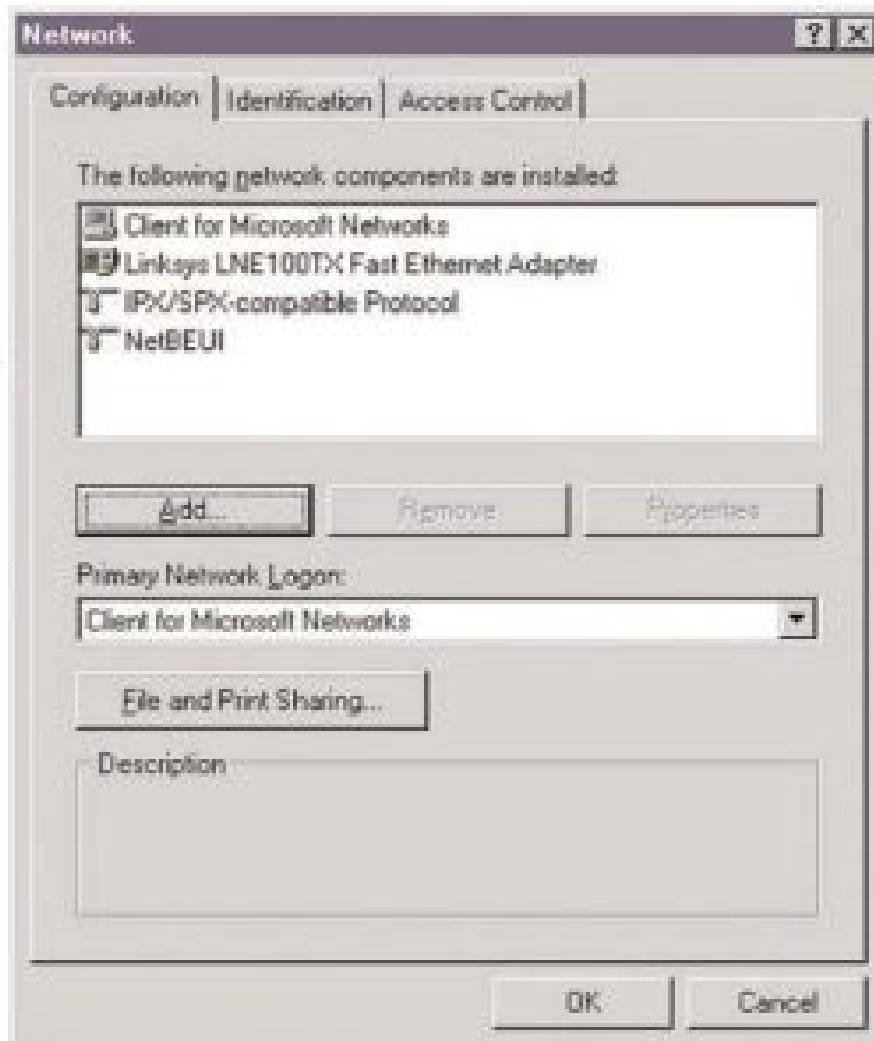 Network
Configuration Identification Access Control
The following network components are installed:
Client for Microsoft Networks
Linksys LNE100TX Fast Ethernet Adapter
IPX/SPX-compatible Protocol
NetBEUI
Add... Remove Properties
Primary Network Logon:
Client for Microsoft Networks
File and Print Sharing...
Description
OK Cancel